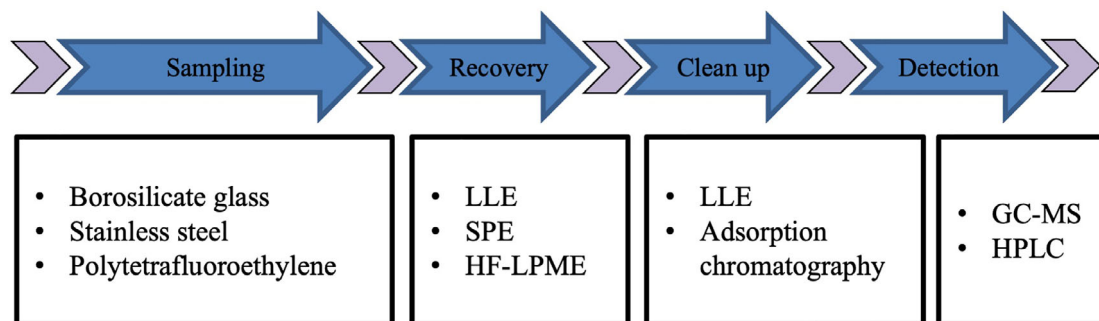 Sampling
Recovery
Clean up
Detection
• Borosilicate glass
• Stainless steel
• Polytetrafluoroethylene
• LLE
• SPE
• HF-LPME
• LLE
• Adsorption
chromatography
• GC-MS
• HPLC